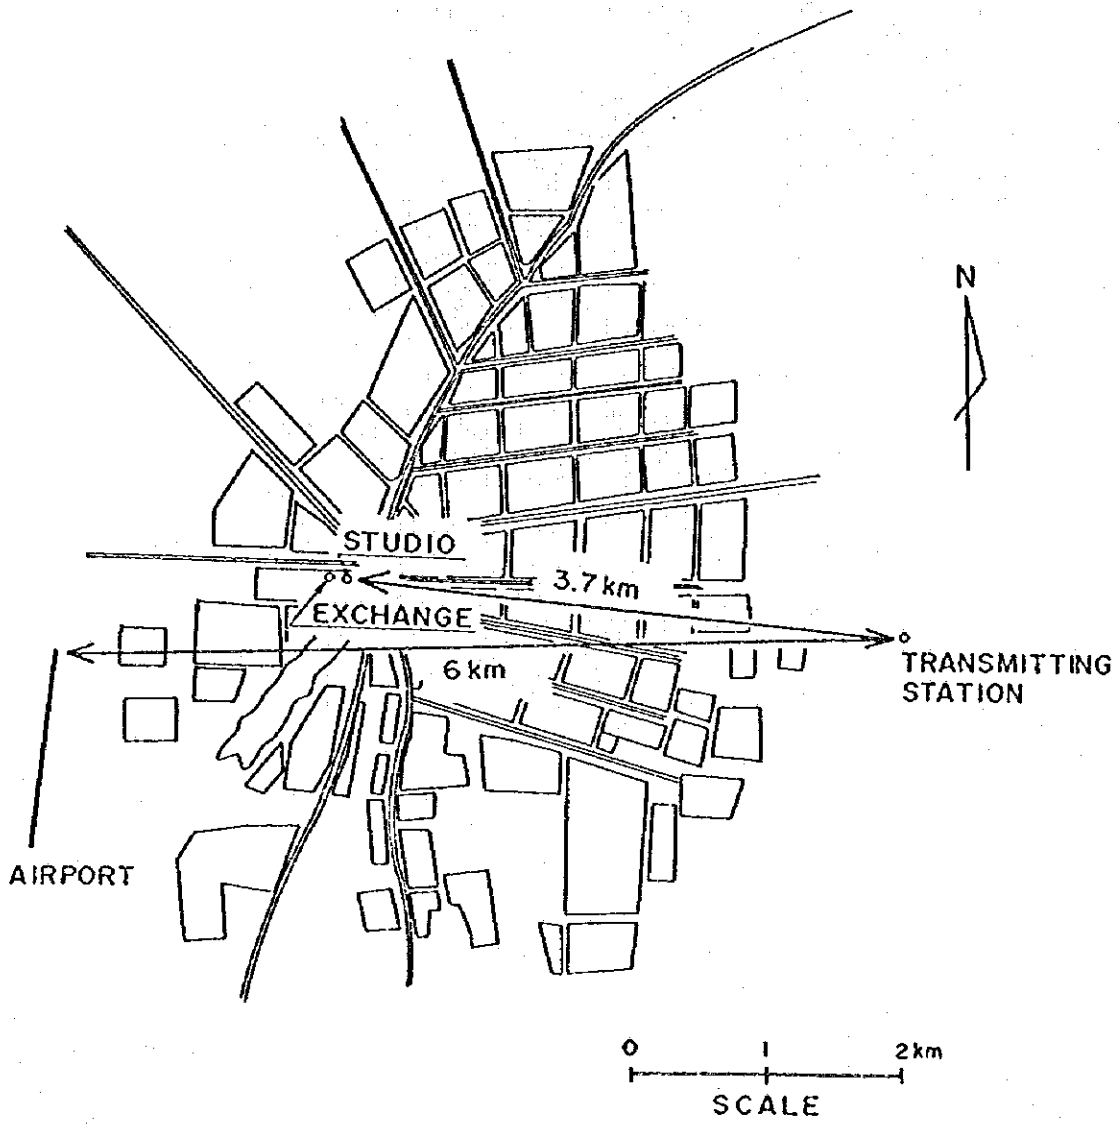 N
STUDIO
3.7 km
EXCHANGE
6 km
TRANSMITTING
STATION
AIRPORT
0 1 2 km
SCALE